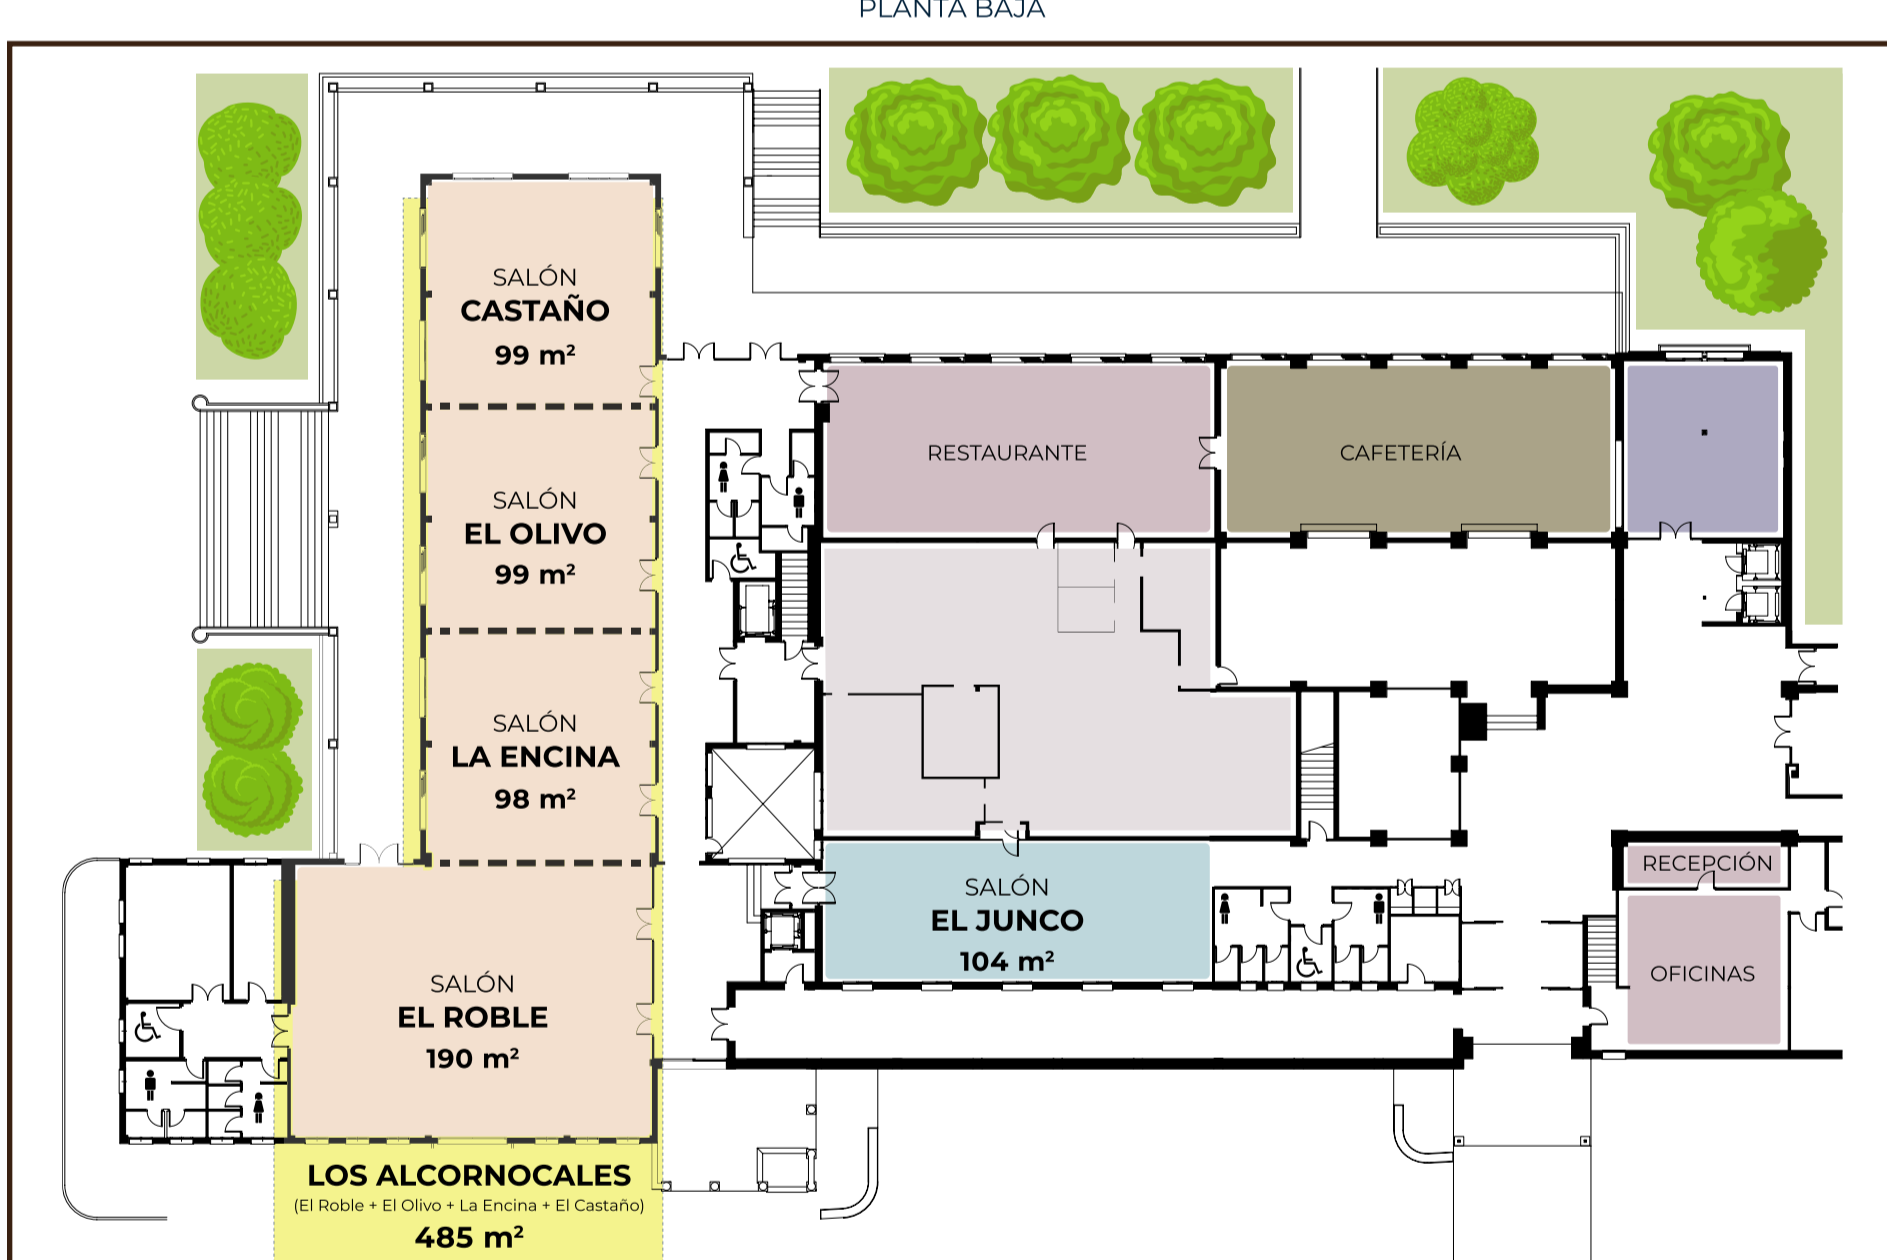 PLANTA BAJA
SALÓN
CASTAÑO
99 m²
SALÓN
EL OLIVO
99 m²
SALÓN
LA ENCINA
98 m²
SALÓN
EL ROBLE
190 m²
LOS ALCORNOCALES
(El Roble + El Olivo + La Encina + El Castaño)
485 m²
RESTAURANTE
CAFETERÍA
SALÓN
EL JUNCO
104 m²
RECEPCIÓN
OFICINAS